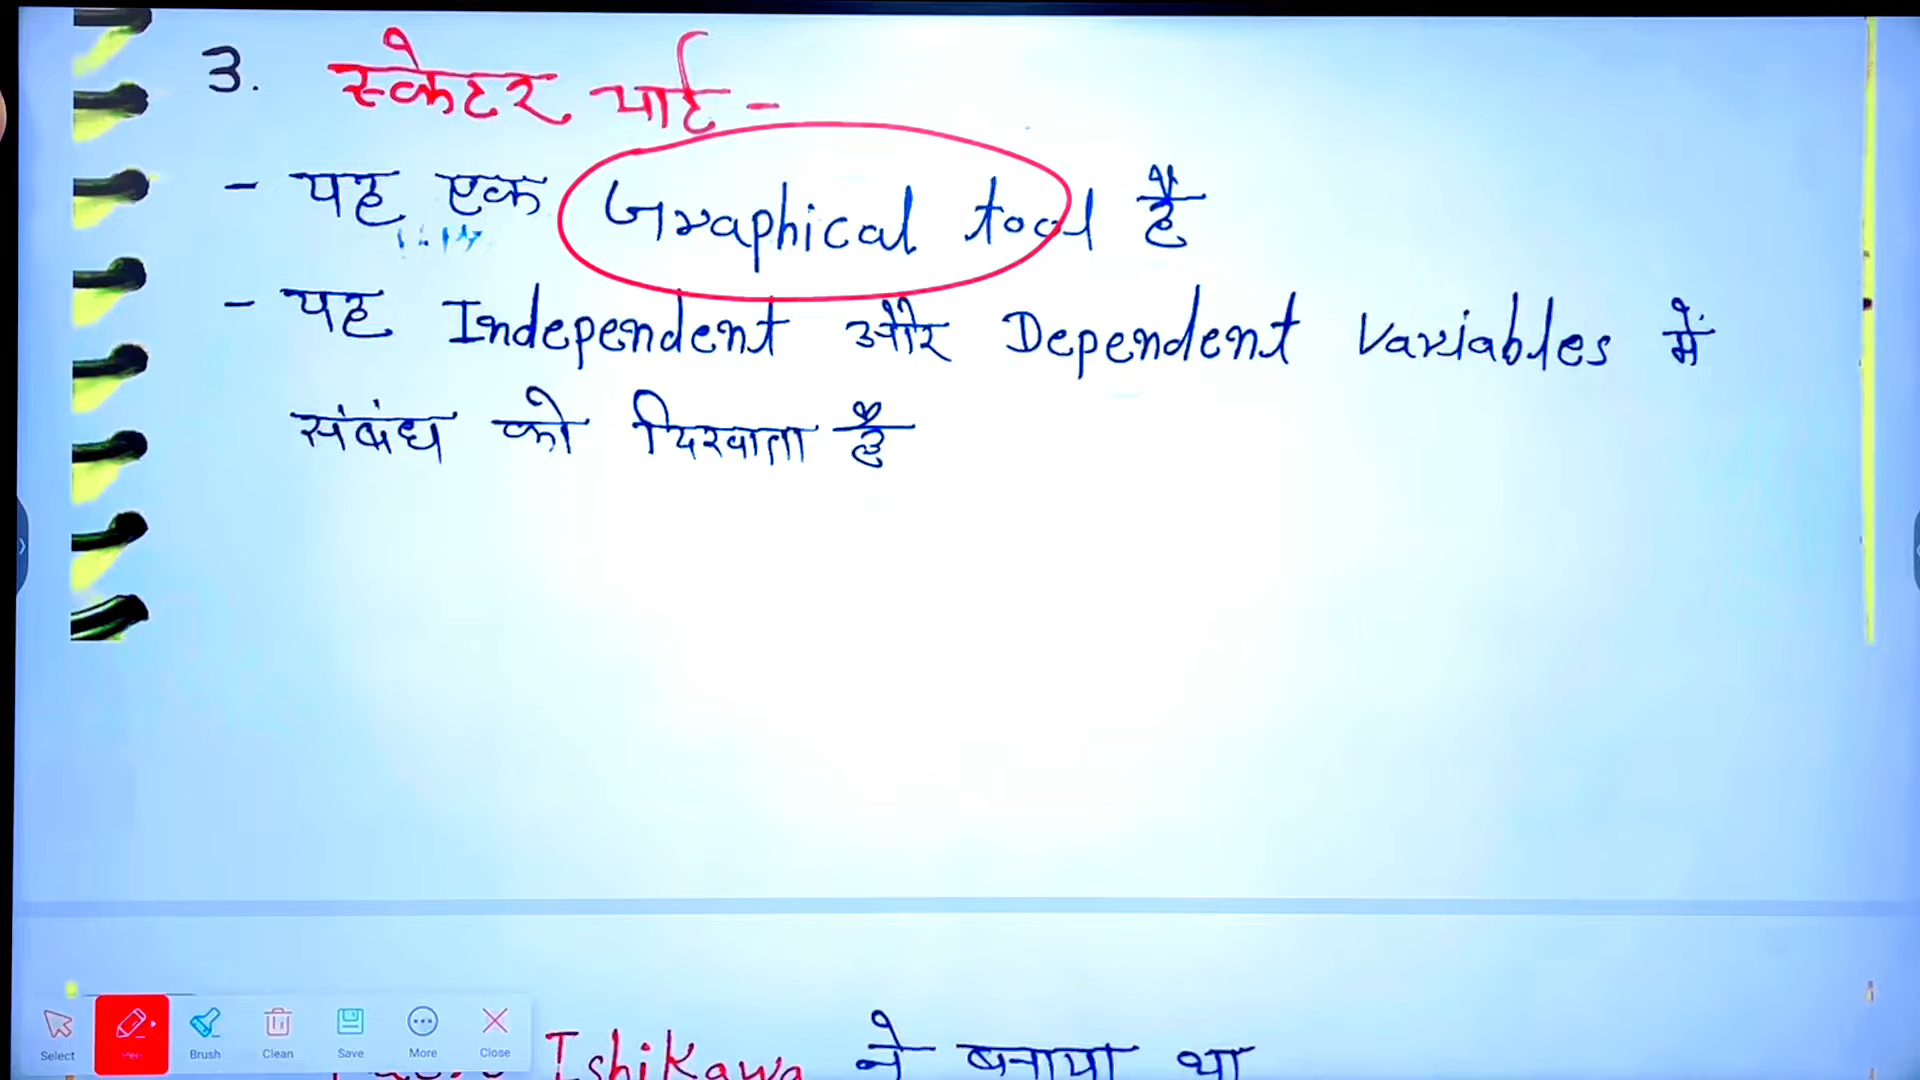 3. स्केटर चार्ट -
- यह एक Graphical tool है
- यह Independent और Dependent Variables में
संबंध को दिखाता है
Ishikawa ने बनाया था
Select
Pen
Brush
Clean
Save
More
Close